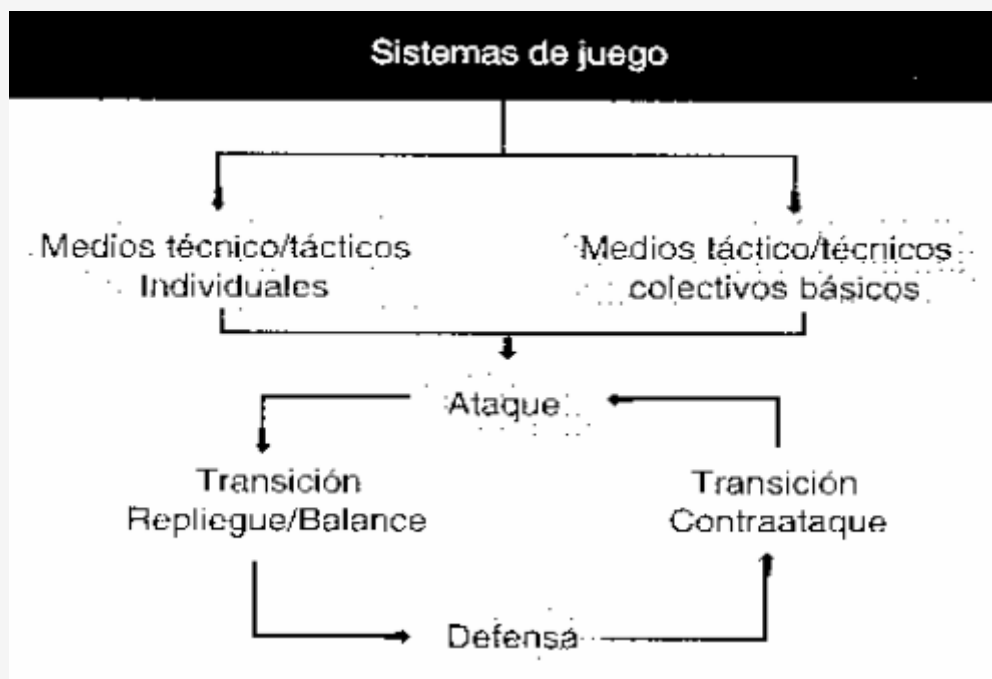 Sistemas de juego
Medios técnico/tácticos
Individuales
Medios táctico/técnicos
colectivos básicos
Ataque
Transición
Repliegue/Balance
Transición
Contraataque
Defensa